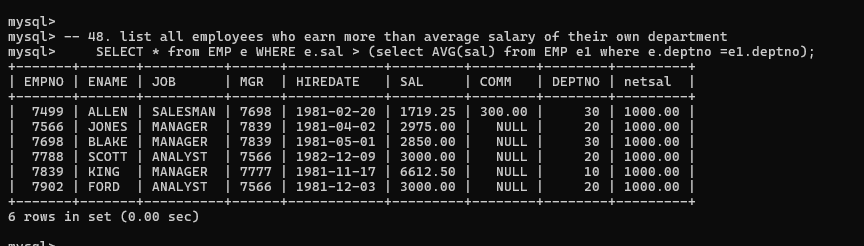 mysql>
mysql> -- 48. list all employees who earn more than average salary of their own department
mysql>     SELECT * from EMP e WHERE e.sal > (select AVG(sal) from EMP e1 where e.deptno =e1.deptno);
+-------+-------+----------+------+------------+---------+--------+--------+---------+
| EMPNO | ENAME | JOB      | MGR  | HIREDATE   | SAL     | COMM   | DEPTNO | netsal  |
+-------+-------+----------+------+------------+---------+--------+--------+---------+
|  7499 | ALLEN | SALESMAN | 7698 | 1981-02-20 | 1719.25 | 300.00 |     30 | 1000.00 |
|  7566 | JONES | MANAGER  | 7839 | 1981-04-02 | 2975.00 |   NULL |     20 | 1000.00 |
|  7698 | BLAKE | MANAGER  | 7839 | 1981-05-01 | 2850.00 |   NULL |     30 | 1000.00 |
|  7788 | SCOTT | ANALYST  | 7566 | 1982-12-09 | 3000.00 |   NULL |     20 | 1000.00 |
|  7839 | KING  | MANAGER  | 7777 | 1981-11-17 | 6612.50 |   NULL |     10 | 1000.00 |
|  7902 | FORD  | ANALYST  | 7566 | 1981-12-03 | 3000.00 |   NULL |     20 | 1000.00 |
+-------+-------+----------+------+------------+---------+--------+--------+---------+
6 rows in set (0.00 sec)

mysql>